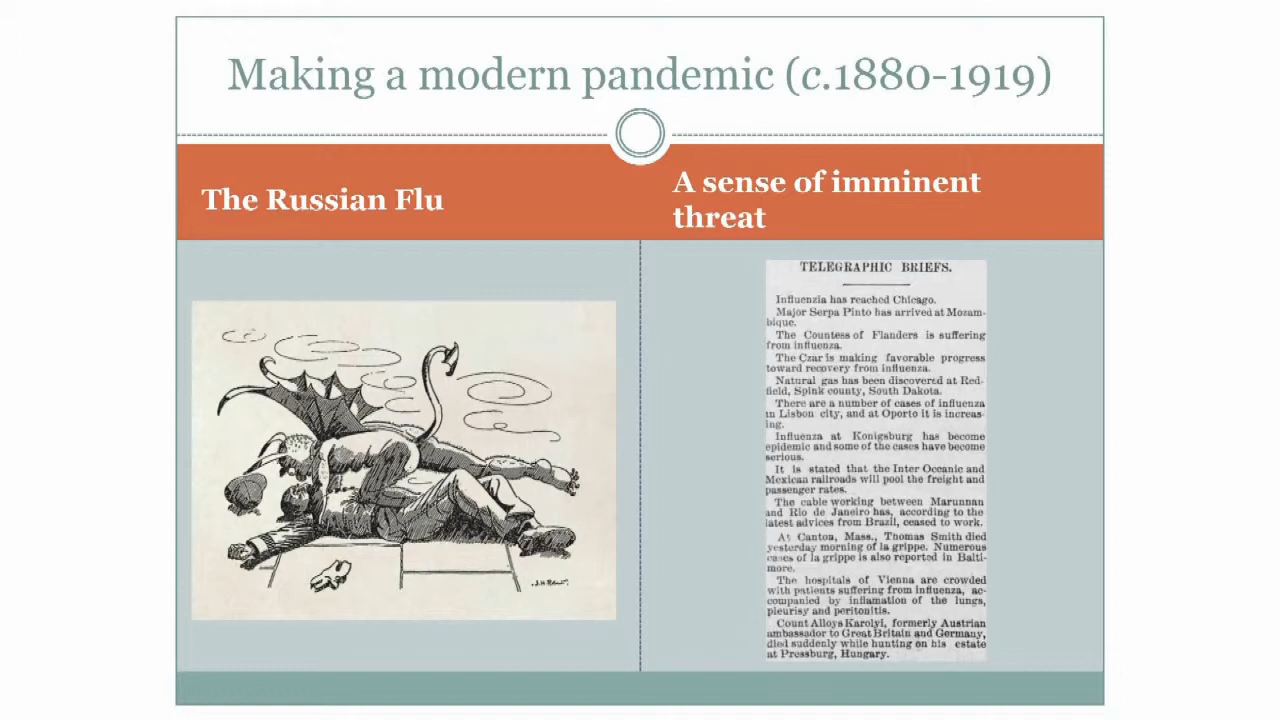 Making a modern pandemic (c.1880-1919)
The Russian Flu
A sense of imminent
threat
TELEGRAPHIC BRIEFS.
Influenzia has reached Chicago.
Major Serpa Pinto has arrived at Mozam-
bique.
The Countess of Flanders is suffering
from influenza.
The Czar is making favorable progress
toward recovery from influenza.
Natural gas has been discovered at Red-
field, Spink county, South Dakota.
There are a number of cases of influenza
in Lisbon city, and at Oporto it is increas-
ing.
Influenza at Konigsburg has become
epidemic and some of the cases have become
serious.
It is stated that the Inter Oceanic and
Mexican railroads will pool the freight and
passenger rates.
The cable working between Marunnan
and Rio de Janeiro has, according to the
latest advices from Brazil, ceased to work.
At Canton, Mass., Thomas Smith died
yesterday morning of la grippe. Numerous
cases of la grippe is also reported in Balti-
more.
The hospitals of Vienna are crowded
with patients suffering from influenza, ac-
companied by inflamation of the lungs,
pleurisy and peritonitis.
Count Alloys Karolyi, formerly Austrian
ambassador to Great Britain and Germany,
died suddenly while hunting on his estate
at Pressburg, Hungary.